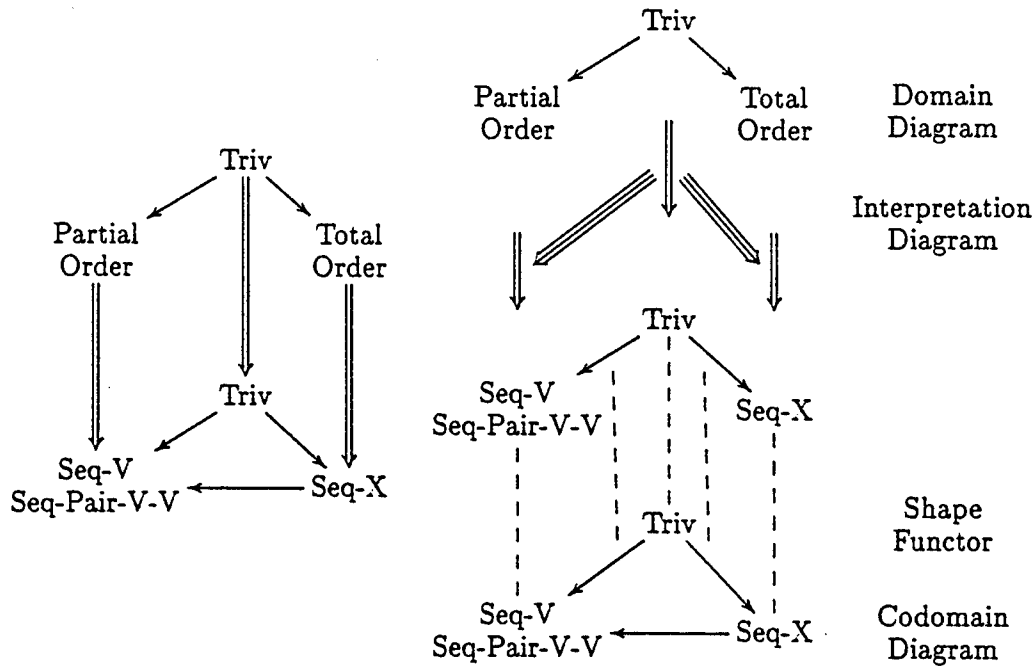 Triv
Partial
Order
Total
Order
Triv
Seq-V
Seq-Pair-V-V
Seq-X
Triv
Partial
Order
Total
Order
Domain
Diagram
Interpretation
Diagram
Triv
Seq-V
Seq-Pair-V-V
Seq-X
Triv
Shape
Functor
Seq-V
Seq-Pair-V-V
Seq-X
Codomain
Diagram